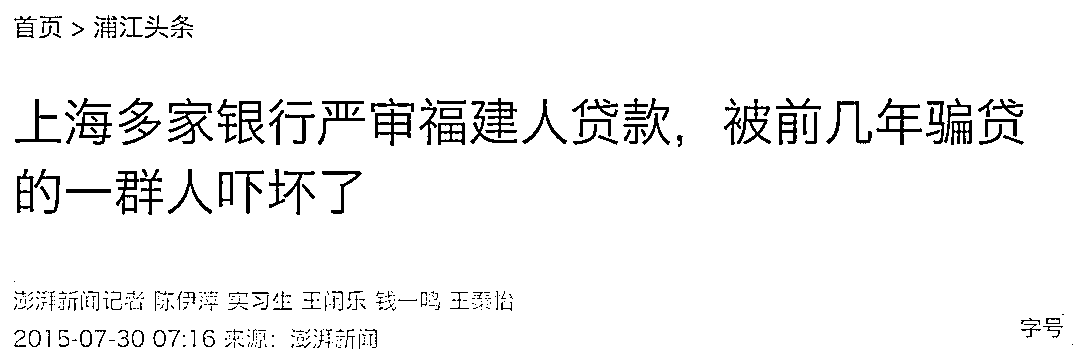 首页 > 浦江头条
上海多家银行严审福建人贷款，被前几年骗贷
的一群人吓坏了
澎湃新闻记者 陈伊萍 实习生 王闲乐 钱一鸣 王秦怡
2015-07-30 07:16 来源：澎湃新闻
字号